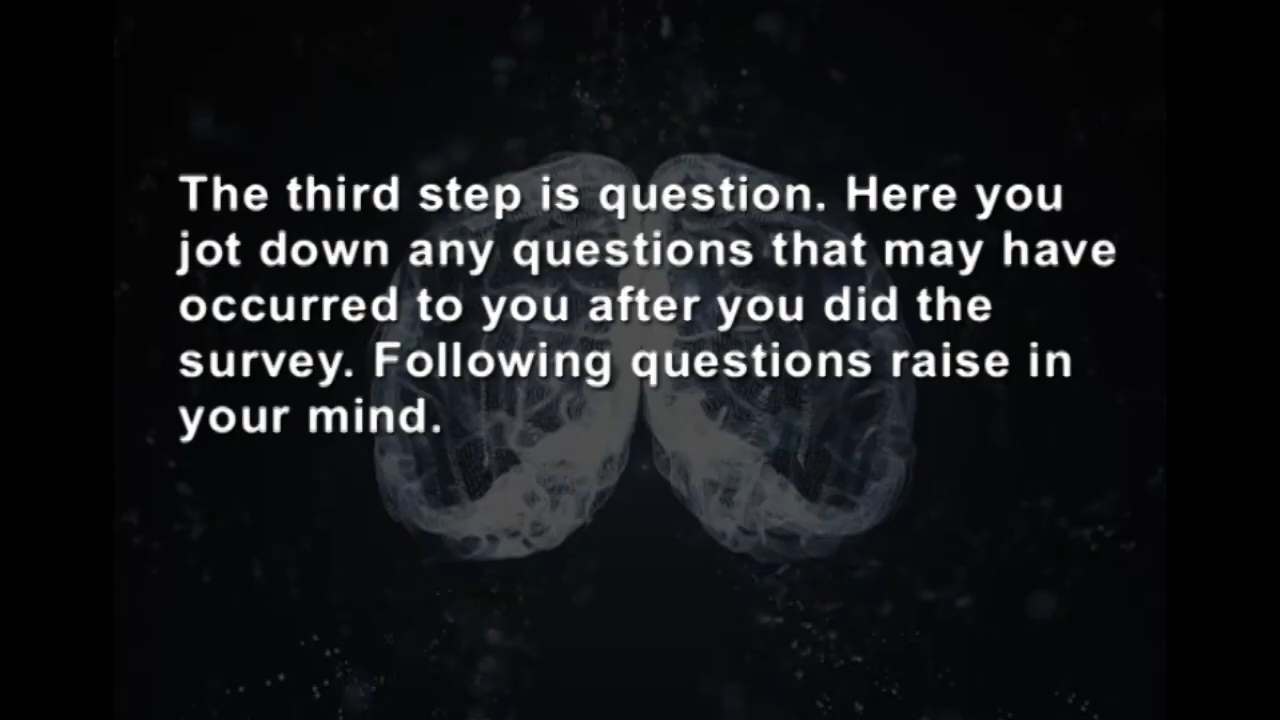 The third step is question. Here you
jot down any questions that may have
occurred to you after you did the
survey. Following questions raise in
your mind.